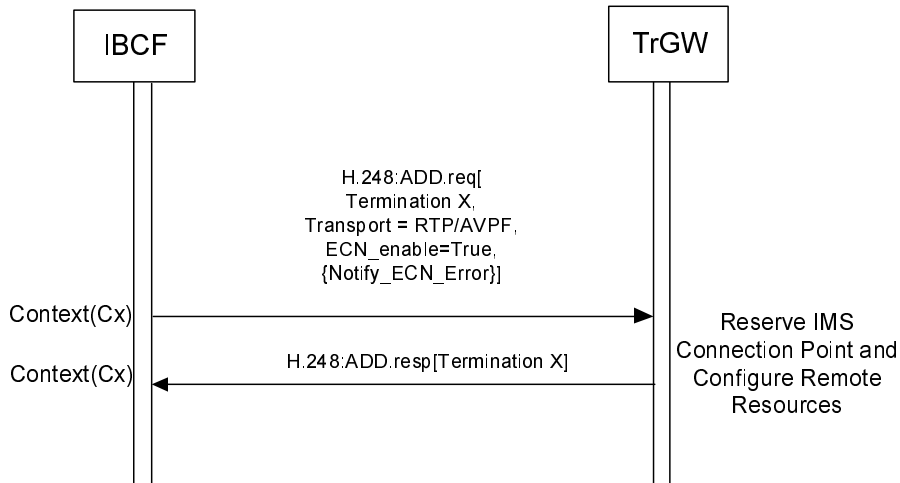 IBCF
TrGW
H.248:ADD.req[
Termination X,
Transport = RTP/AVPF,
ECN_enable=True,
{Notify_ECN_Error}]
Context(Cx)
Reserve IMS
Connection Point and
Configure Remote
Resources
H.248:ADD.resp[Termination X]
Context(Cx)